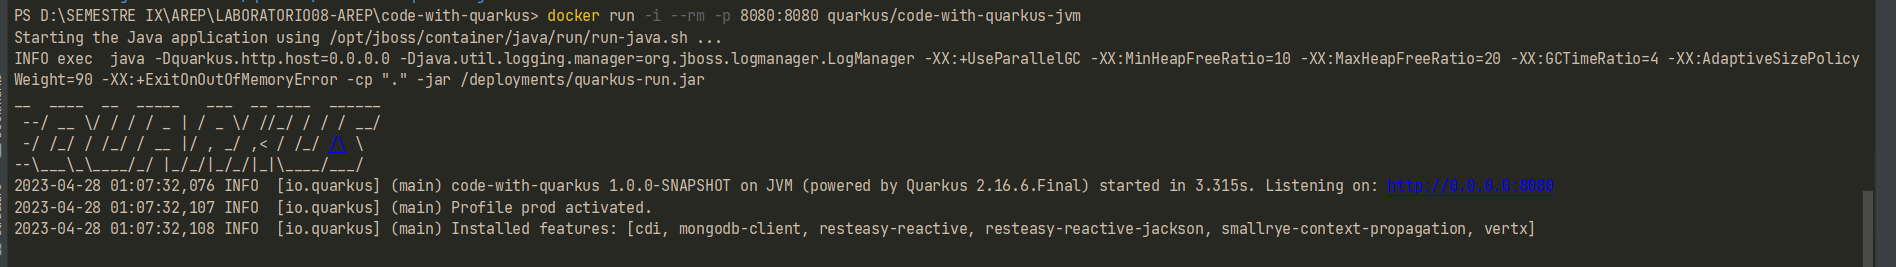 PS D:\SEMESTRE IX\AREP\LABORATORIO08-AREP\code-with-quarkus> docker run -i --rm -p 8080:8080 quarkus/code-with-quarkus-jvm
Starting the Java application using /opt/jboss/container/java/run/run-java.sh ...
INFO exec  java -Dquarkus.http.host=0.0.0.0 -Djava.util.logging.manager=org.jboss.logmanager.LogManager -XX:+UseParallelGC -XX:MinHeapFreeRatio=10 -XX:MaxHeapFreeRatio=20 -XX:GCTimeRatio=4 -XX:AdaptiveSizePolicy
Weight=90 -XX:+ExitOnOutOfMemoryError -cp "." -jar /deployments/quarkus-run.jar
__  ____  __  _____   ___  __ ____  ______
 --/ __ \/ / / / _ | / _ \/ //_/ / / / __/
 -/ /_/ / /_/ / __ |/ , _/ ,< / /_/ /\ \
--\___\_\____/_/ |_/_/|_/_/|_|\____/___/
2023-04-28 01:07:32,076 INFO  [io.quarkus] (main) code-with-quarkus 1.0.0-SNAPSHOT on JVM (powered by Quarkus 2.16.6.Final) started in 3.315s. Listening on: http://0.0.0.0:8080
2023-04-28 01:07:32,107 INFO  [io.quarkus] (main) Profile prod activated.
2023-04-28 01:07:32,108 INFO  [io.quarkus] (main) Installed features: [cdi, mongodb-client, resteasy-reactive, resteasy-reactive-jackson, smallrye-context-propagation, vertx]